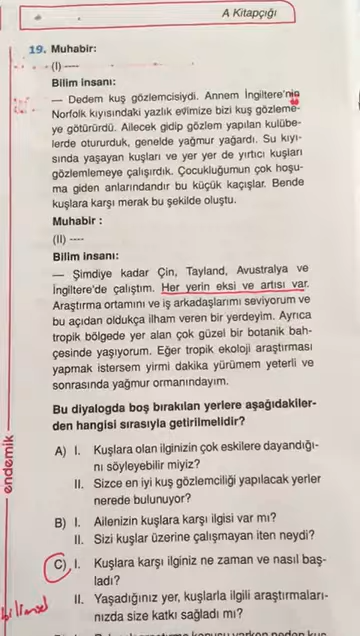 A Kitapçığı
19. Muhabir:
(I) ----
Bilim insanı:
— Dedem kuş gözlemcisiydi. Annem İngiltere'nin
Norfolk kıyısındaki yazlık evimize bizi kuş gözleme-
ye götürürdü. Ailecek gidip gözlem yapılan kulübe-
lerde otururduk, genelde yağmur yağardı. Su kıyı-
sında yaşayan kuşları ve yer yer de yırtıcı kuşları
gözlemlemeye çalışırdık. Çocukluğumun çok hoşu-
ma giden anlarındandır bu küçük kaçışlar. Bende
kuşlara karşı merak bu şekilde oluştu.
Muhabir :
(II) ----
Bilim insanı:
— Şimdiye kadar Çin, Tayland, Avustralya ve
İngiltere'de çalıştım. Her yerin eksi ve artısı var.
Araştırma ortamını ve iş arkadaşlarımı seviyorum ve
bu açıdan oldukça ilham veren bir yerdeyim. Ayrıca
tropik bölgede yer alan çok güzel bir botanik bah-
çesinde yaşıyorum. Eğer tropik ekoloji araştırması
yapmak istersem yirmi dakika yürümem yeterli ve
sonrasında yağmur ormanındayım.
Bu diyalogda boş bırakılan yerlere aşağıdakiler-
den hangisi sırasıyla getirilmelidir?
A) I. Kuşlara olan ilginizin çok eskilere dayandığı-
nı söyleyebilir miyiz?
II. Sizce en iyi kuş gözlemciliği yapılacak yerler
nerede bulunuyor?
B) I. Ailenizin kuşlara karşı ilgisi var mı?
II. Sizi kuşlar üzerine çalışmayan iten neydi?
C) I. Kuşlara karşı ilginiz ne zaman ve nasıl baş-
ladı?
II. Yaşadığınız yer, kuşlarla ilgili araştırmaları-
nızda size katkı sağladı mı?
endemik
bilimsel